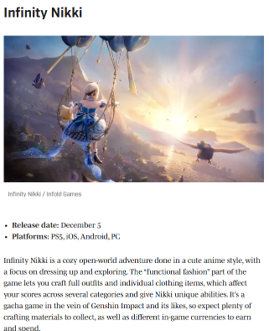 Infinity Nikki
Infinity Nikki / Infold Games
• Release date: December 5
• Platforms: PS5, iOS, Android, PC
Infinity Nikki is a cozy open-world adventure done in a cute anime style, with
a focus on dressing up and exploring. The "functional fashion" part of the
game lets you craft full outfits and individual clothing items, which affect
your scores across several categories and give Nikki unique abilities. It's a
gacha game in the vein of Genshin Impact and its likes, so expect plenty of
crafting materials to collect, as well as different in-game currencies to earn
and spend.